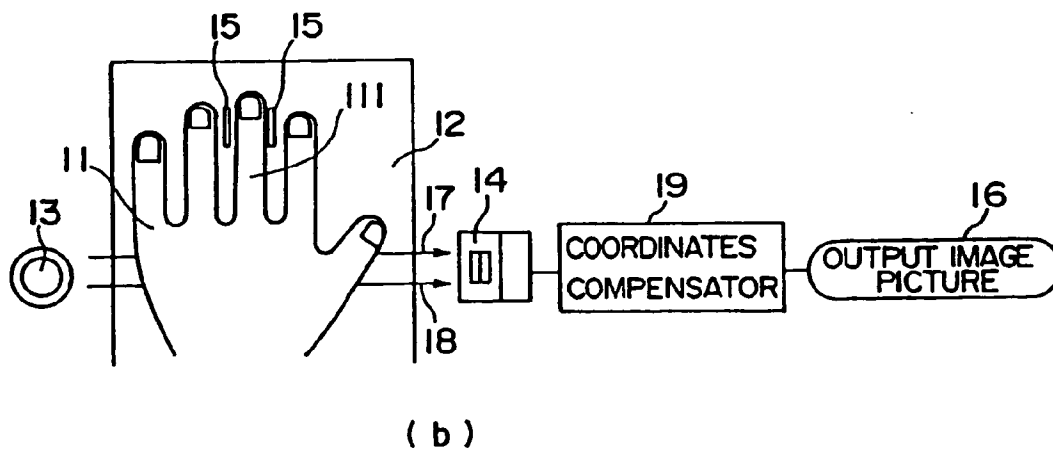 15 15
111
12
11
13
17
14
18
19
COORDINATES
COMPENSATOR
16
OUTPUT IMAGE
PICTURE
(b)